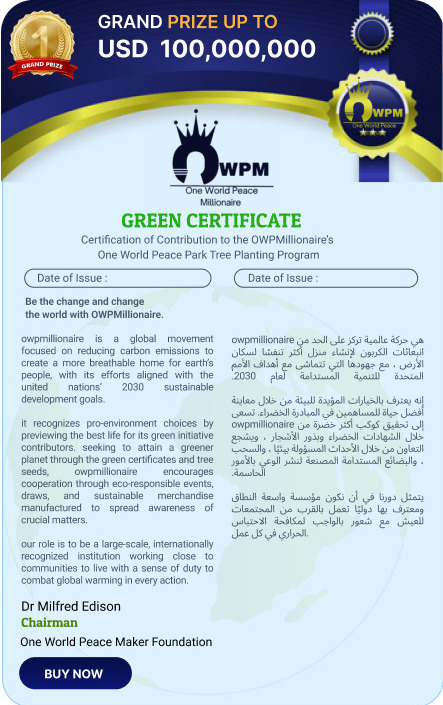 GRAND PRIZE UP TO
USD 100,000,000
1
GRAND PRIZE
OWPM
One World Peace
OWPM
One World Peace
Millionaire
GREEN CERTIFICATE
Certification of Contribution to the OWPMillionaire's
One World Peace Park Tree Planting Program
Date of Issue :
Date of Issue :
Be the change and change
the world with OWPMillionaire.
owpmillionaire is a global movement
focused on reducing carbon emissions to
create a more breathable home for earth's
people, with its efforts aligned with the
united nations' 2030 sustainable
development goals.
it recognizes pro-environment choices by
previewing the best life for its green initiative
contributors. seeking to attain a greener
planet through the green certificates and tree
seeds, owpmillionaire encourages
cooperation through eco-responsible events,
draws, and sustainable merchandise
manufactured to spread awareness of
crucial matters.
our role is to be a large-scale, internationally
recognized institution working close to
communities to live with a sense of duty to
combat global warming in every action.
owpmillionaire هي حركة عالمية تركز على الحد من
انبعاثات الكربون لإنشاء منزل أكثر تنفسًا لسكان
الأرض ، مع جهودها التي تتماشى مع أهداف الأمم
المتحدة للتنمية المستدامة لعام 2030.
إنه يعترف بالخيارات المؤيدة للبيئة من خلال معاينة
أفضل حياة للمساهمين في المبادرة الخضراء. تسعى
owpmillionaire إلى تحقيق كوكب أكثر خضرة من
خلال الشهادات الخضراء وبذور الأشجار ، ويشجع
التعاون من خلال الأحداث المسؤولة بيئيًا ، والسحب
، والبضائع المستدامة المصنعة لنشر الوعي بالأمور
الحاسمة.
يتمثل دورنا في أن نكون مؤسسة واسعة النطاق
ومعترف بها دوليًا تعمل بالقرب من المجتمعات
للعيش مع شعور بالواجب لمكافحة الاحتباس
الحراري في كل عمل.
Dr Milfred Edison
Chairman
One World Peace Maker Foundation
BUY NOW